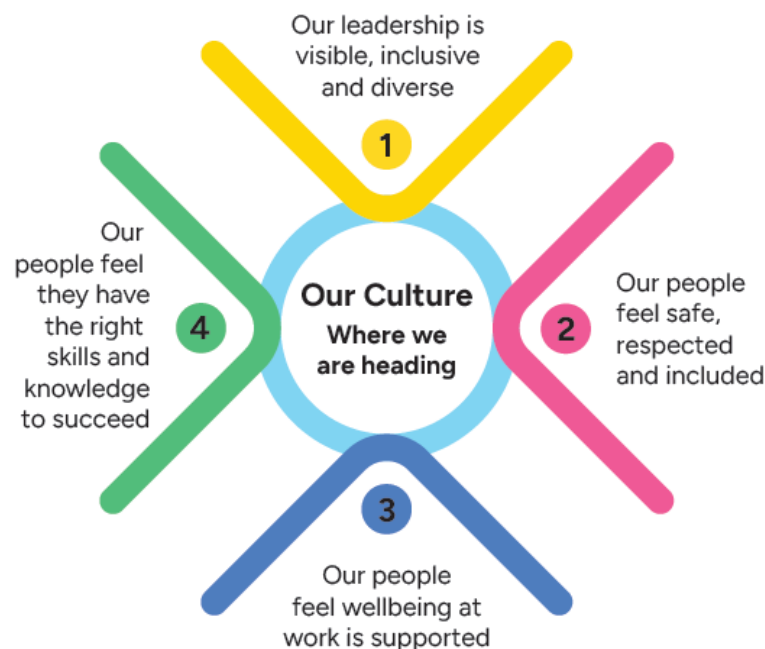 Our leadership is
visible, inclusive
and diverse
1
Our Culture
Where we
are heading
2
Our people
feel safe,
respected
and included
3
Our people
feel wellbeing at
work is supported
4
Our
people feel
they have
the right
skills and
knowledge
to succeed